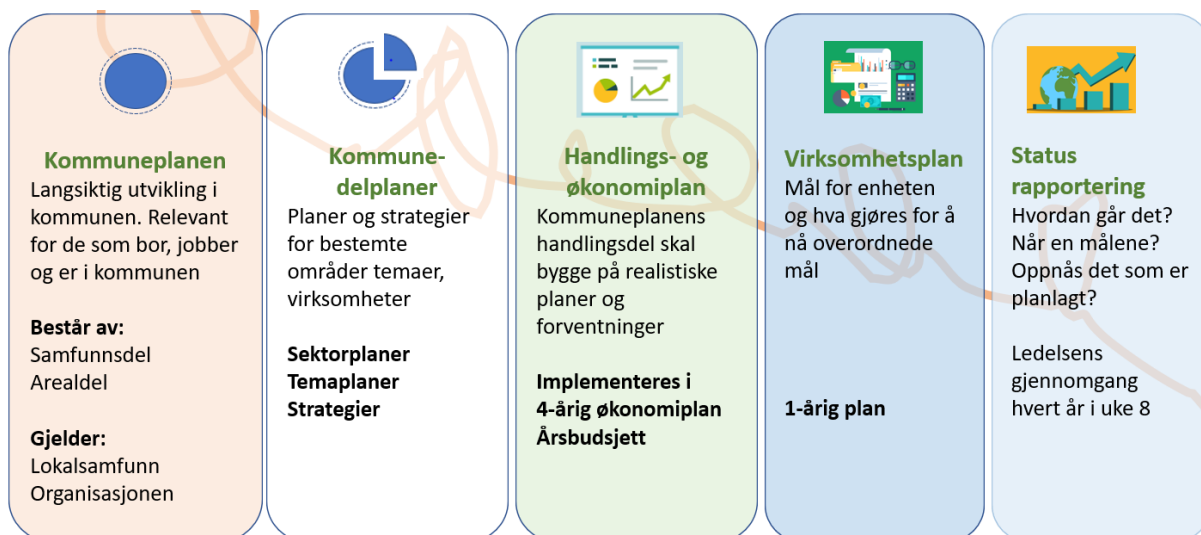 Kommuneplanen
Langsiktig utvikling i
kommunen. Relevant
for de som bor, jobber
og er i kommunen
Består av:
Samfunnsdel
Arealdel
Gjelder:
Lokalsamfunn
Organisasjonen
Kommune-
delplaner
Planer og strategier
for bestemte
områder temaer,
virksomheter
Sektorplaner
Temaplaner
Strategier
Handlings- og
økonomiplan
Kommuneplanens
handlingsdel skal
bygge på realistiske
planer og
forventninger
Implementeres i
4-årig økonomiplan
Årsbudsjett
Virksomhetsplan
Mål for enheten
og hva gjøres for å
nå overordnede
mål
1-årig plan
Status
rapportering
Hvordan går det?
Når en målene?
Oppnås det som er
planlagt?
Ledelsens
gjennomgang
hvert år i uke 8